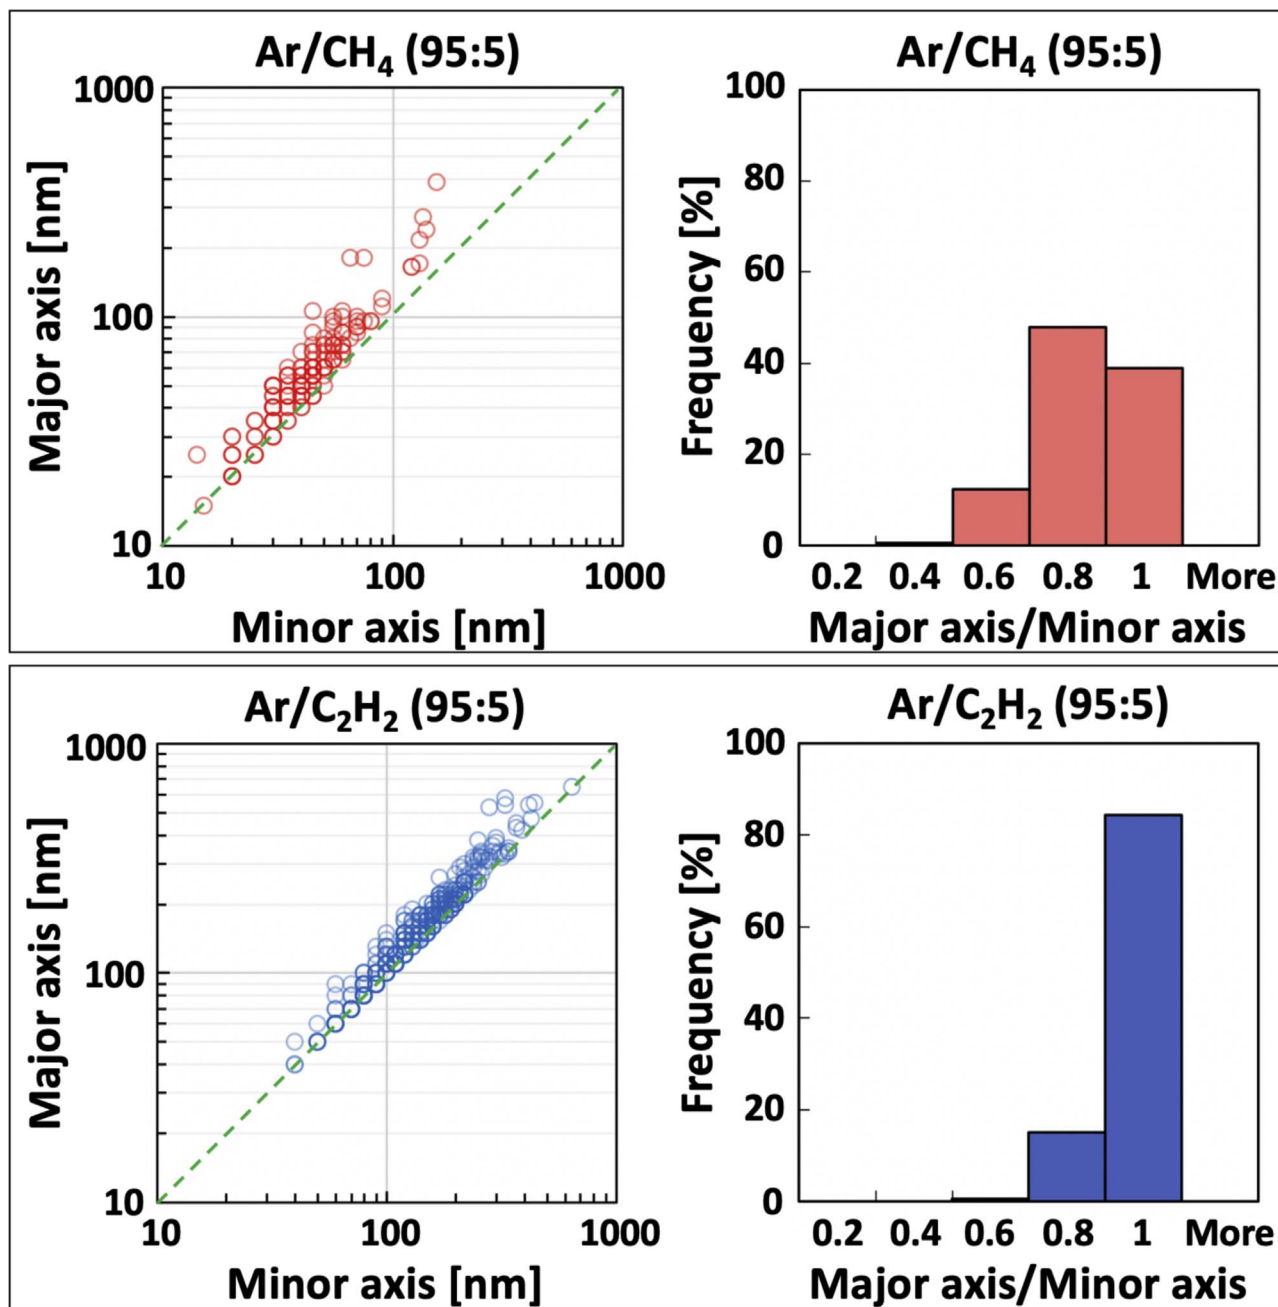 Ar/CH₄ (95:5)
Major axis [nm]
1000
100
10
10 100 1000
Minor axis [nm]
Ar/CH₄ (95:5)
Frequency [%]
100
80
60
40
20
0
0.2 0.4 0.6 0.8 1 More
Major axis/Minor axis
Ar/C₂H₂ (95:5)
Major axis [nm]
1000
100
10
10 100 1000
Minor axis [nm]
Ar/C₂H₂ (95:5)
Frequency [%]
100
80
60
40
20
0
0.2 0.4 0.6 0.8 1 More
Major axis/Minor axis